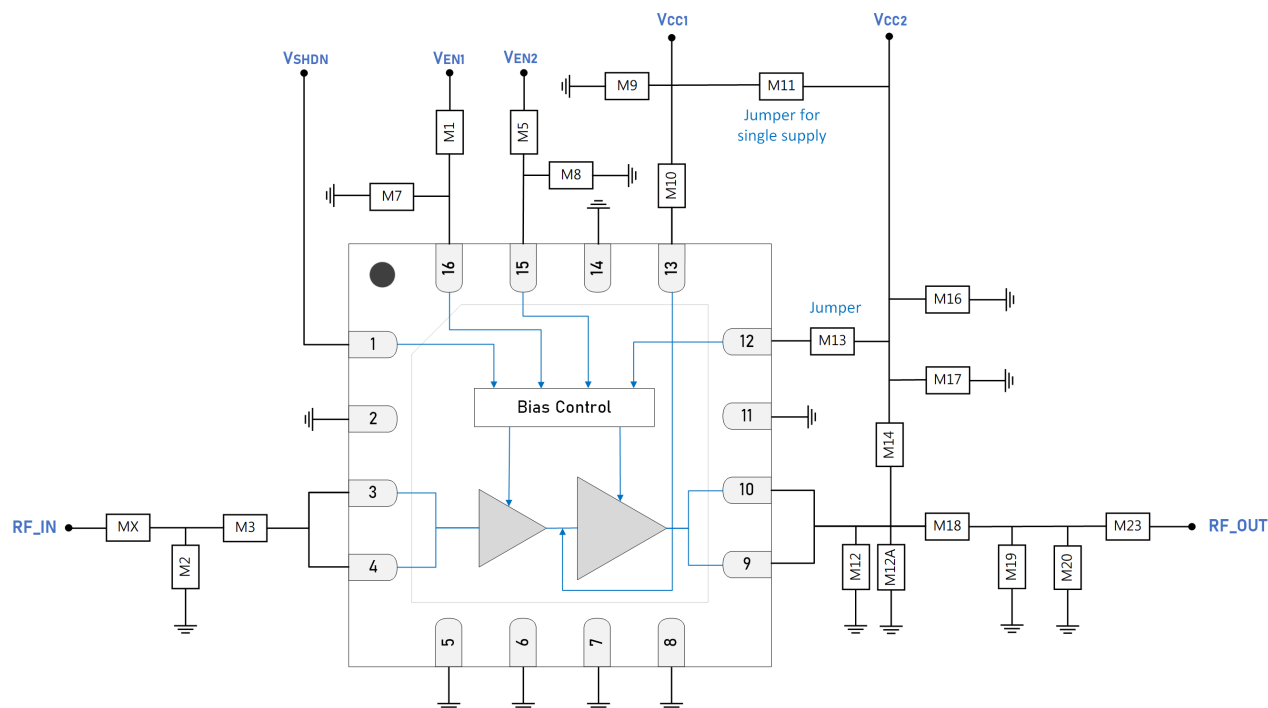 VCC1
VCC2
VSHDN
VEN1
VEN2
M9
M11
Jumper for
single supply
M1
M5
M8
M10
M7
16
15
14
13
M16
Jumper
1
12
M13
M17
Bias Control
2
11
M14
3
10
RF_IN
MX
M3
M18
M23
RF_OUT
M2
4
9
M12
M12A
M19
M20
5
6
7
8